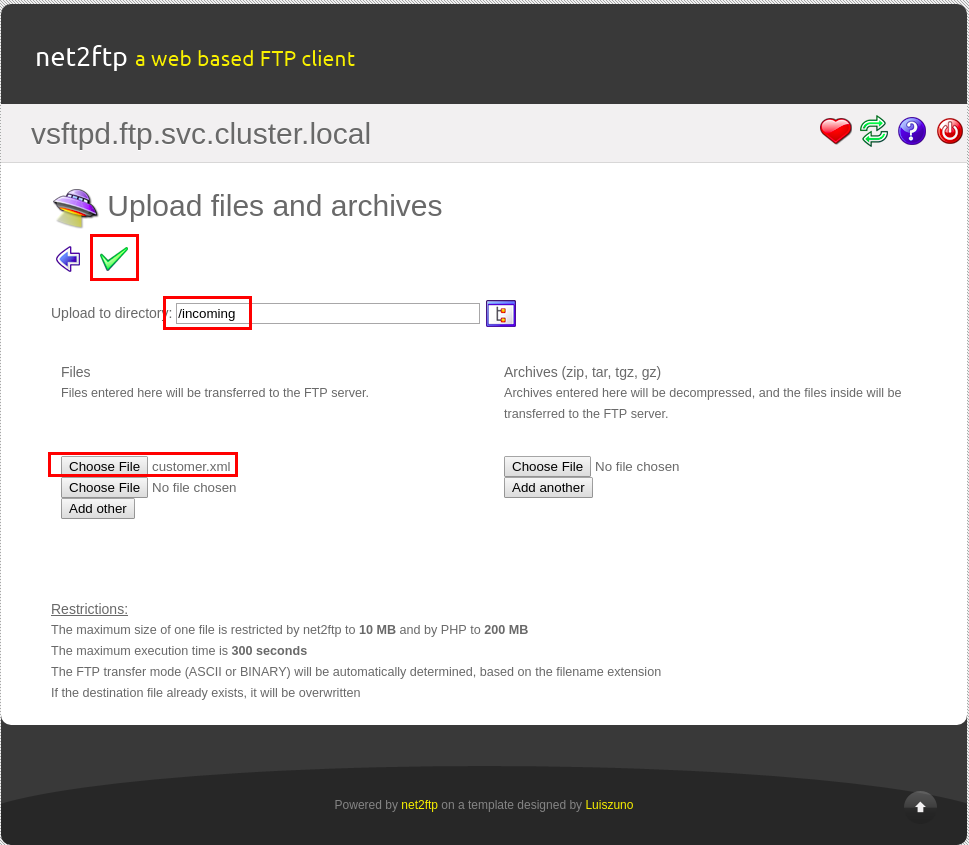 net2ftp a web based FTP client
vsftpd.ftp.svc.cluster.local
Upload files and archives
Upload to directory: /incoming
Files
Files entered here will be transferred to the FTP server.
Archives (zip, tar, tgz, gz)
Archives entered here will be decompressed, and the files inside will be
transferred to the FTP server.
Choose File customer.xml
Choose File No file chosen
Add other
Choose File No file chosen
Add another
Restrictions:
The maximum size of one file is restricted by net2ftp to 10 MB and by PHP to 200 MB
The maximum execution time is 300 seconds
The FTP transfer mode (ASCII or BINARY) will be automatically determined, based on the filename extension
If the destination file already exists, it will be overwritten
Powered by net2ftp on a template designed by Luiszuno